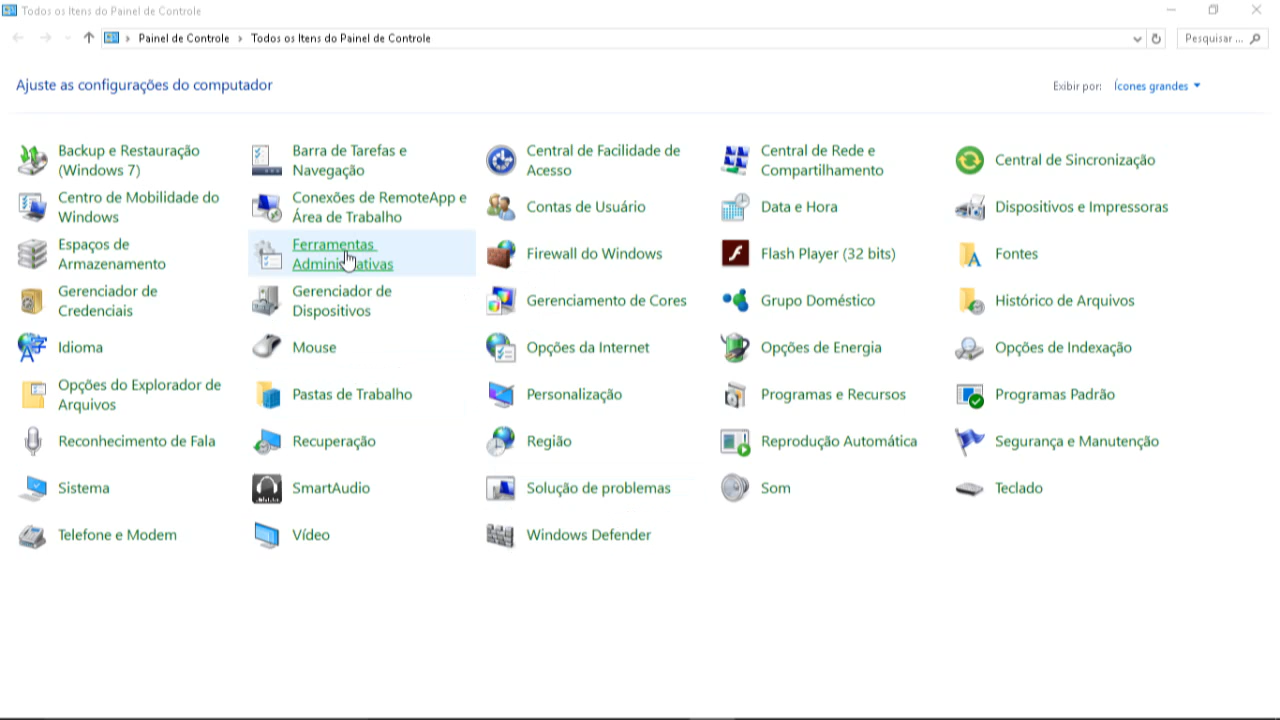 Todos os Itens do Painel de Controle
Painel de Controle > Todos os Itens do Painel de Controle
Pesquisar ...
Ajuste as configurações do computador
Exibir por: Ícones grandes
Backup e Restauração
(Windows 7)
Barra de Tarefas e
Navegação
Central de Facilidade de
Acesso
Central de Rede e
Compartilhamento
Central de Sincronização
Centro de Mobilidade do
Windows
Conexões de RemoteApp e
Área de Trabalho
Contas de Usuário
Data e Hora
Dispositivos e Impressoras
Espaços de
Armazenamento
Ferramentas
Administrativas
Firewall do Windows
Flash Player (32 bits)
Fontes
Gerenciador de
Credenciais
Gerenciador de
Dispositivos
Gerenciamento de Cores
Grupo Doméstico
Histórico de Arquivos
Idioma
Mouse
Opções da Internet
Opções de Energia
Opções de Indexação
Opções do Explorador de
Arquivos
Pastas de Trabalho
Personalização
Programas e Recursos
Programas Padrão
Reconhecimento de Fala
Recuperação
Região
Reprodução Automática
Segurança e Manutenção
Sistema
SmartAudio
Solução de problemas
Som
Teclado
Telefone e Modem
Vídeo
Windows Defender